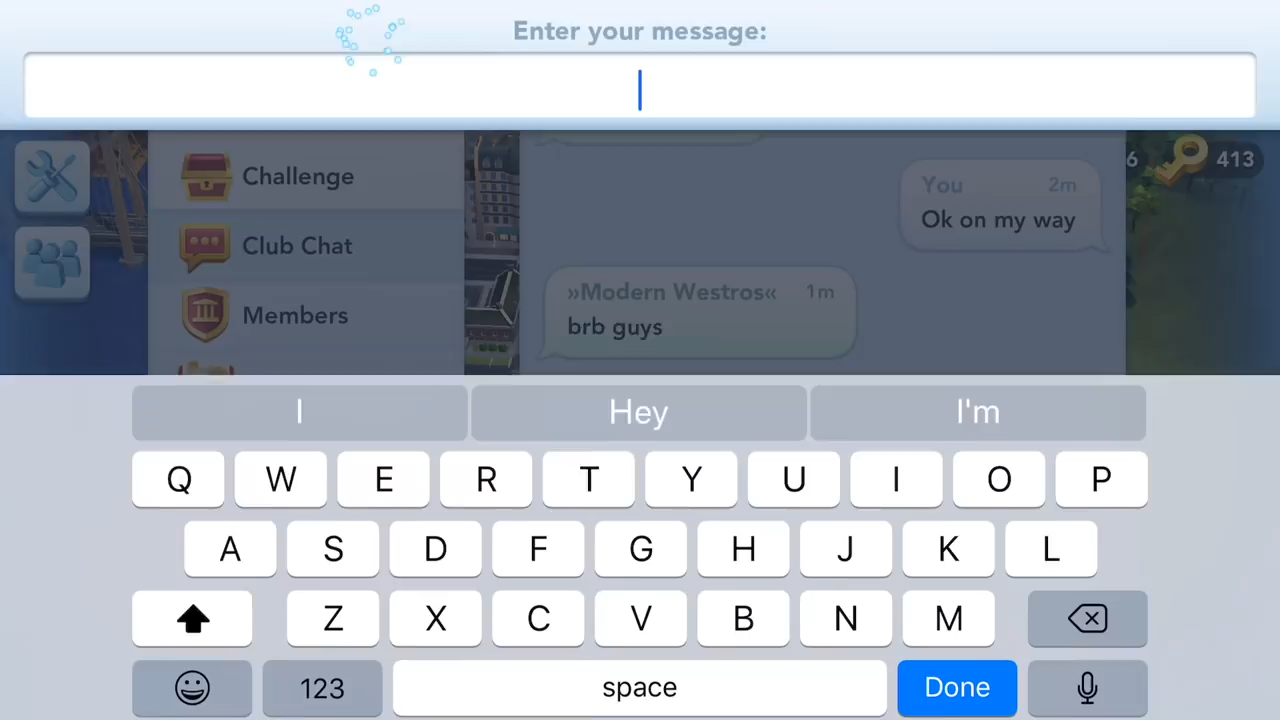 Enter your message:
Challenge
Club Chat
Members
6
413
You 2m
Ok on my way
»Modern Westros« 1m
brb guys
I Hey I'm
Q W E R T Y U I O P
A S D F G H J K L
Z X C V B N M
123 space Done